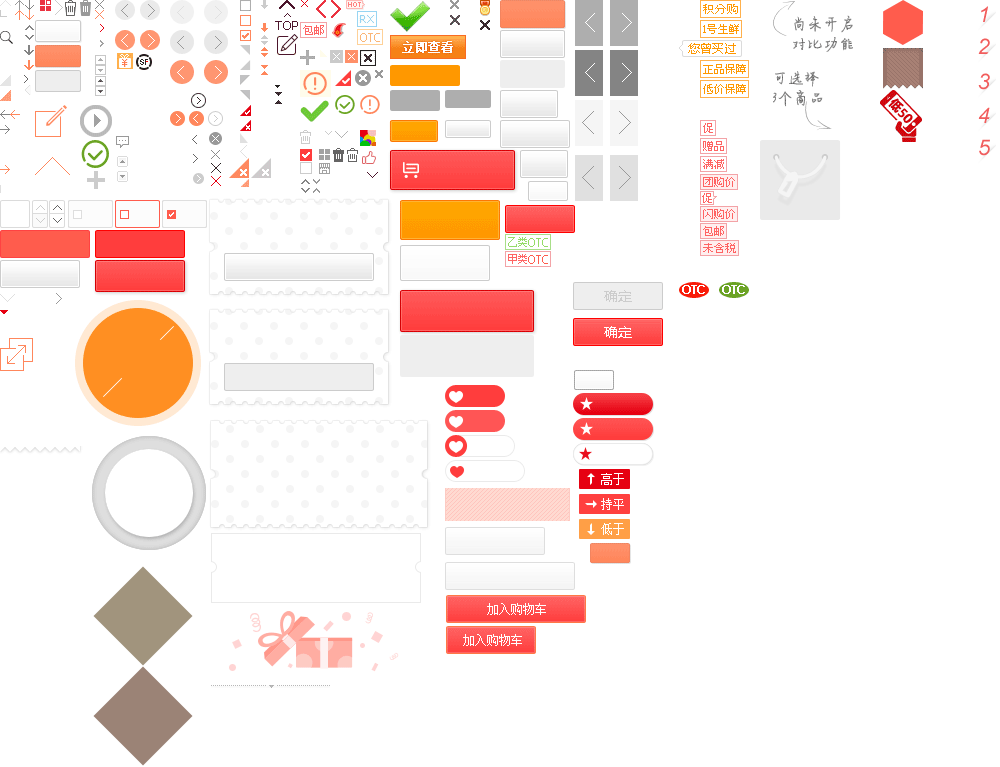 HOT
TOP
包邮
RX
OTC
SF
立即查看
乙类OTC
甲类OTC
加入购物车
加入购物车
确定
确定
高于
持平
低于
积分购
1号生鲜
您曾买过
正品保障
低价保障
促
赠品
满减
团购价
促
闪购价
包邮
未含税
OTC
OTC
尚未开启
对比功能
可选择
3个商品
低50
1
2
3
4
5